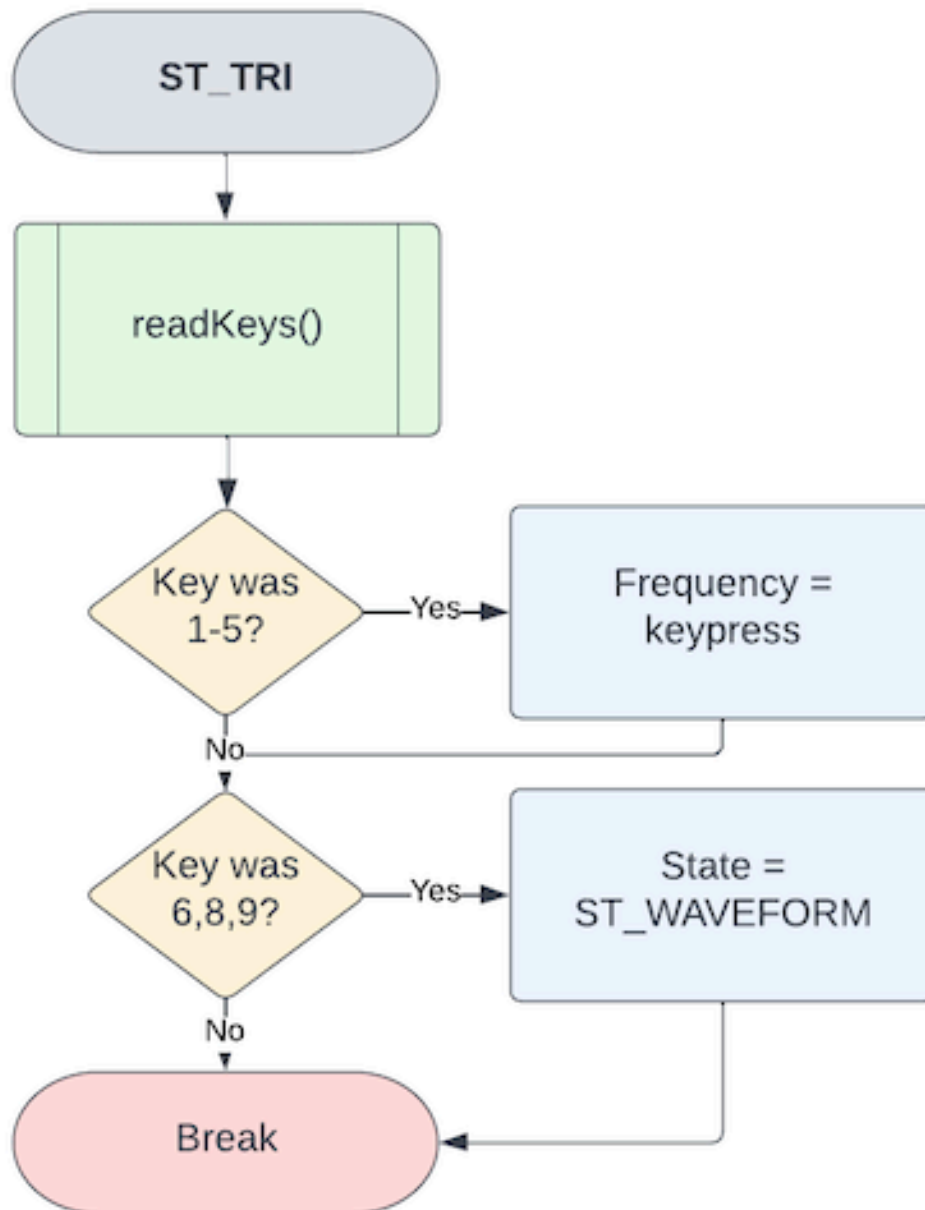 ST_TRI
readKeys()
Key was
1-5?
Yes
Frequency =
keypress
No
Key was
6,8,9?
Yes
State =
ST_WAVEFORM
No
Break